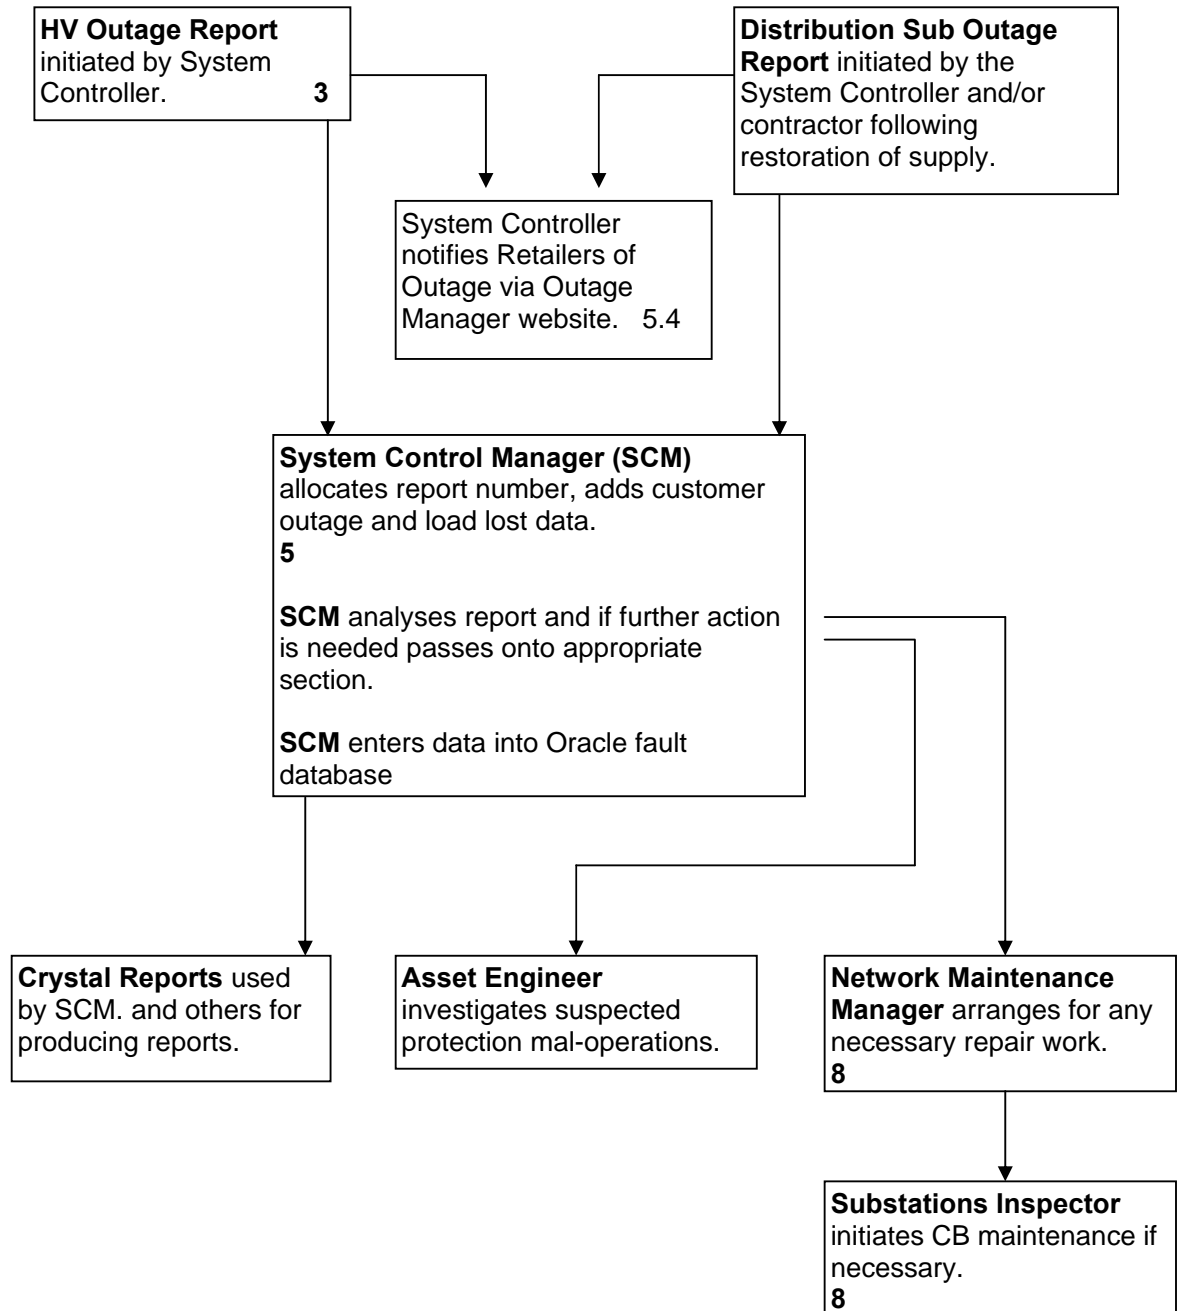 HV Outage Report
initiated by System
Controller. 3
Distribution Sub Outage
Report initiated by the
System Controller and/or
contractor following
restoration of supply.
System Controller
notifies Retailers of
Outage via Outage
Manager website. 5.4
System Control Manager (SCM)
allocates report number, adds customer
outage and load lost data.
5
SCM analyses report and if further action
is needed passes onto appropriate
section.
SCM enters data into Oracle fault
database
Crystal Reports used
by SCM. and others for
producing reports.
Asset Engineer
investigates suspected
protection mal-operations.
Network Maintenance
Manager arranges for any
necessary repair work.
8
Substations Inspector
initiates CB maintenance if
necessary.
8